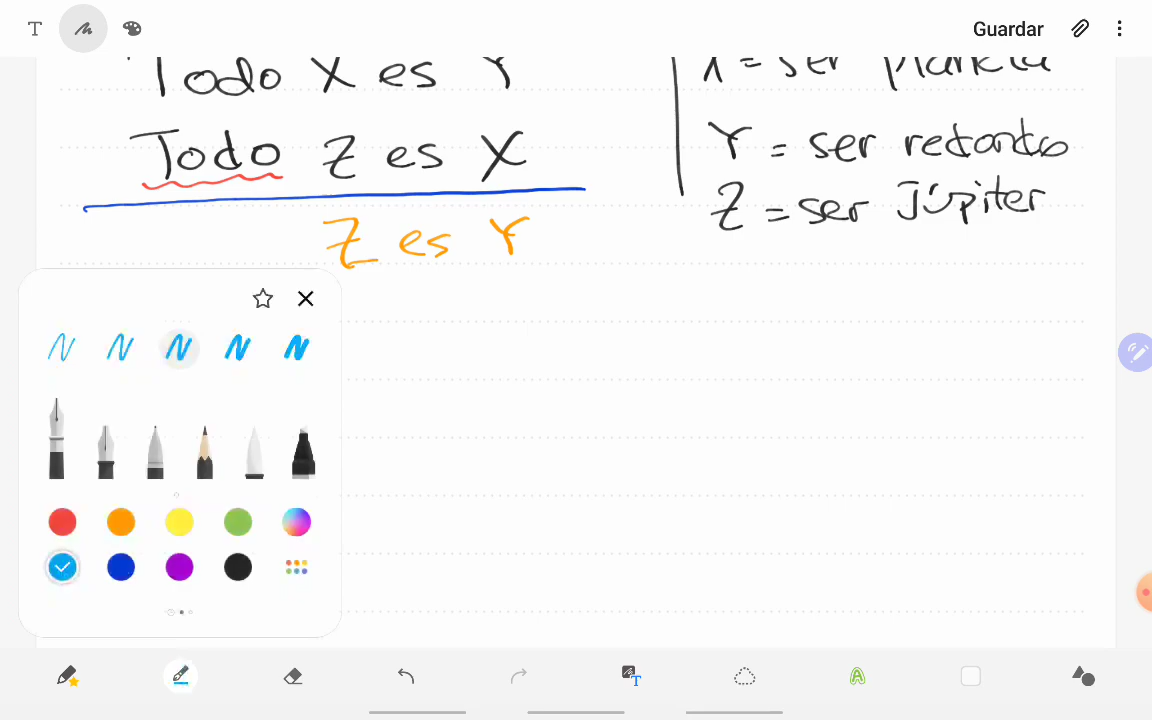 Guardar
Todo X es Y
Todo Z es X
Z es Y
X = ser planeta
Y = ser redondo
Z = ser Júpiter